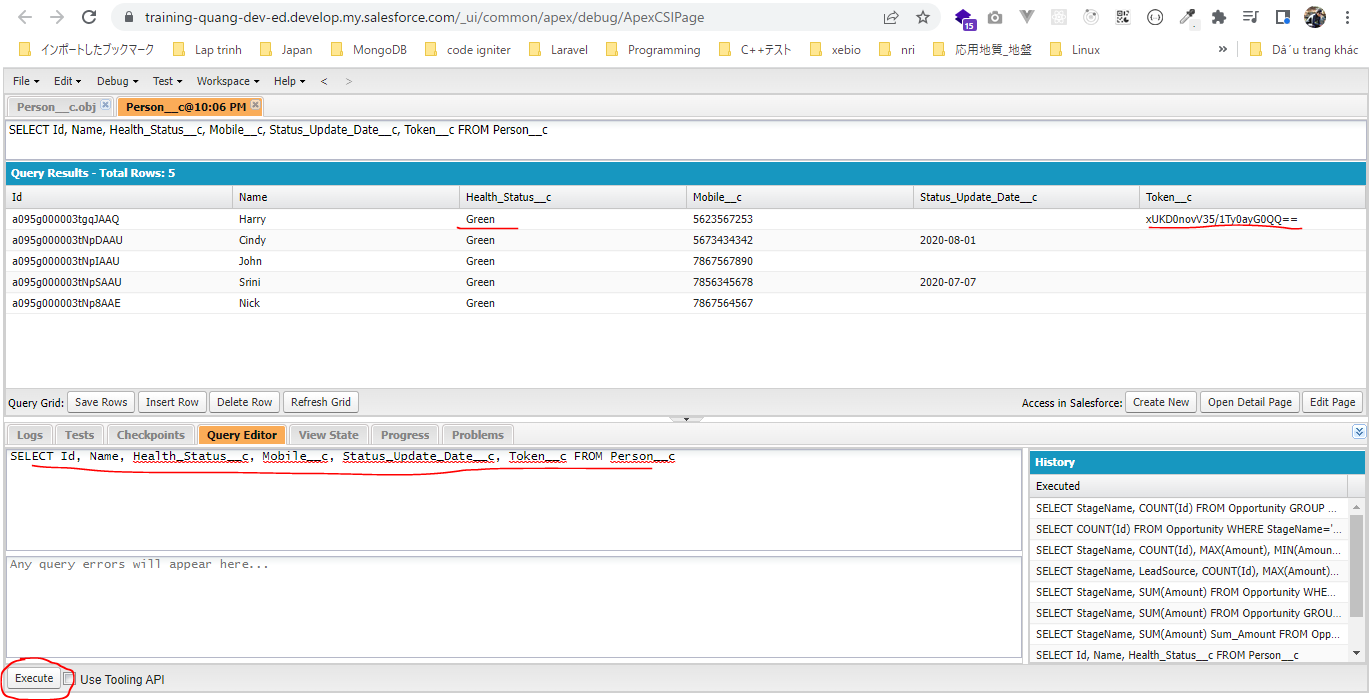 training-quang-dev-ed.develop.my.salesforce.com/_ui/common/apex/debug/ApexCSIPage
15
インポートしたブックマーク Lap trinh Japan MongoDB code igniter Laravel Programming C++テスト xebio nri 応用地質_地盤 Linux » Dấu trang khác
File Edit Debug Test Workspace Help < >
Person__c.obj Person__c@10:06 PM
SELECT Id, Name, Health_Status__c, Mobile__c, Status_Update_Date__c, Token__c FROM Person__c
Query Results - Total Rows: 5
Id Name Health_Status__c Mobile__c Status_Update_Date__c Token__c
a095g000003tgqJAAQ Harry Green 5623567253 xUKD0novV35/1Ty0ayG0QQ==
a095g000003tNpDAAU Cindy Green 5673434342 2020-08-01
a095g000003tNpIAAU John Green 7867567890
a095g000003tNpSAAU Srini Green 7856345678 2020-07-07
a095g000003tNp8AAE Nick Green 7867564567
Query Grid: Save Rows Insert Row Delete Row Refresh Grid Access in Salesforce: Create New Open Detail Page Edit Page
Logs Tests Checkpoints Query Editor View State Progress Problems
SELECT Id, Name, Health_Status__c, Mobile__c, Status_Update_Date__c, Token__c FROM Person__c
Any query errors will appear here...
History
Executed
SELECT StageName, COUNT(Id) FROM Opportunity GROUP ...
SELECT COUNT(Id) FROM Opportunity WHERE StageName='...
SELECT StageName, COUNT(Id), MAX(Amount), MIN(Amoun...
SELECT StageName, LeadSource, COUNT(Id), MAX(Amount)...
SELECT StageName, SUM(Amount) FROM Opportunity WHE...
SELECT StageName, SUM(Amount) FROM Opportunity GROU...
SELECT StageName, SUM(Amount) Sum_Amount FROM Opp...
SELECT Id, Name, Health_Status__c FROM Person__c
Execute Use Tooling API